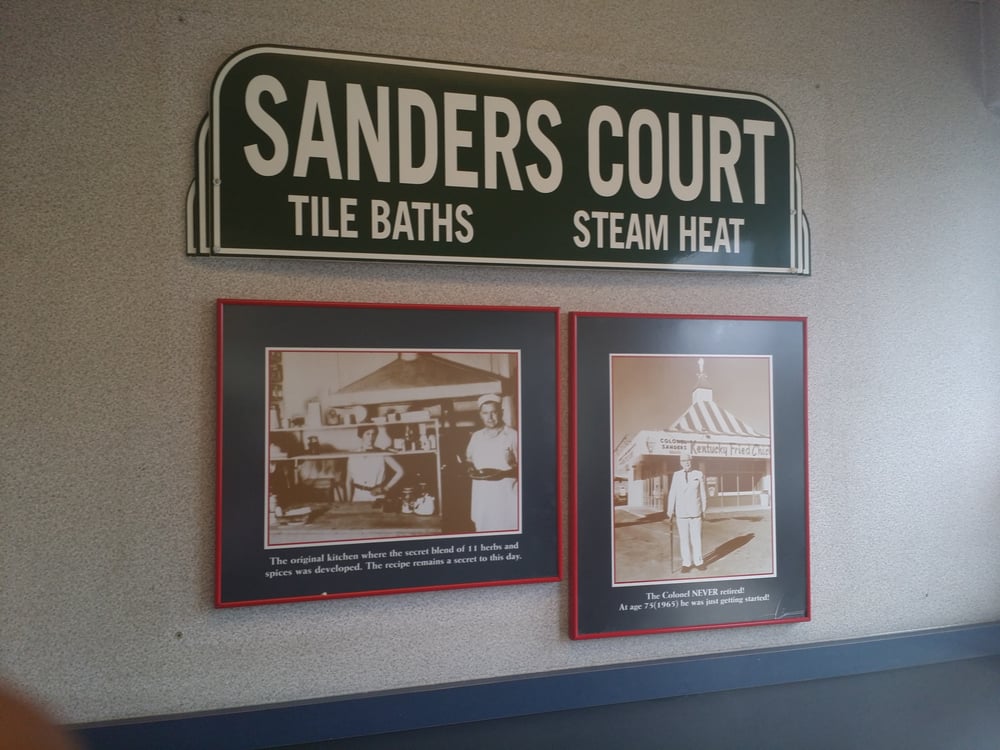 SANDERS COURT
TILE BATHS STEAM HEAT
The original kitchen where the secret blend of 11 herbs and
spices was developed. The recipe remains a secret to this day.
COLONEL
SANDERS
Kentucky Fried Chic
The Colonel NEVER retired!
At age 75(1965) he was just getting started!